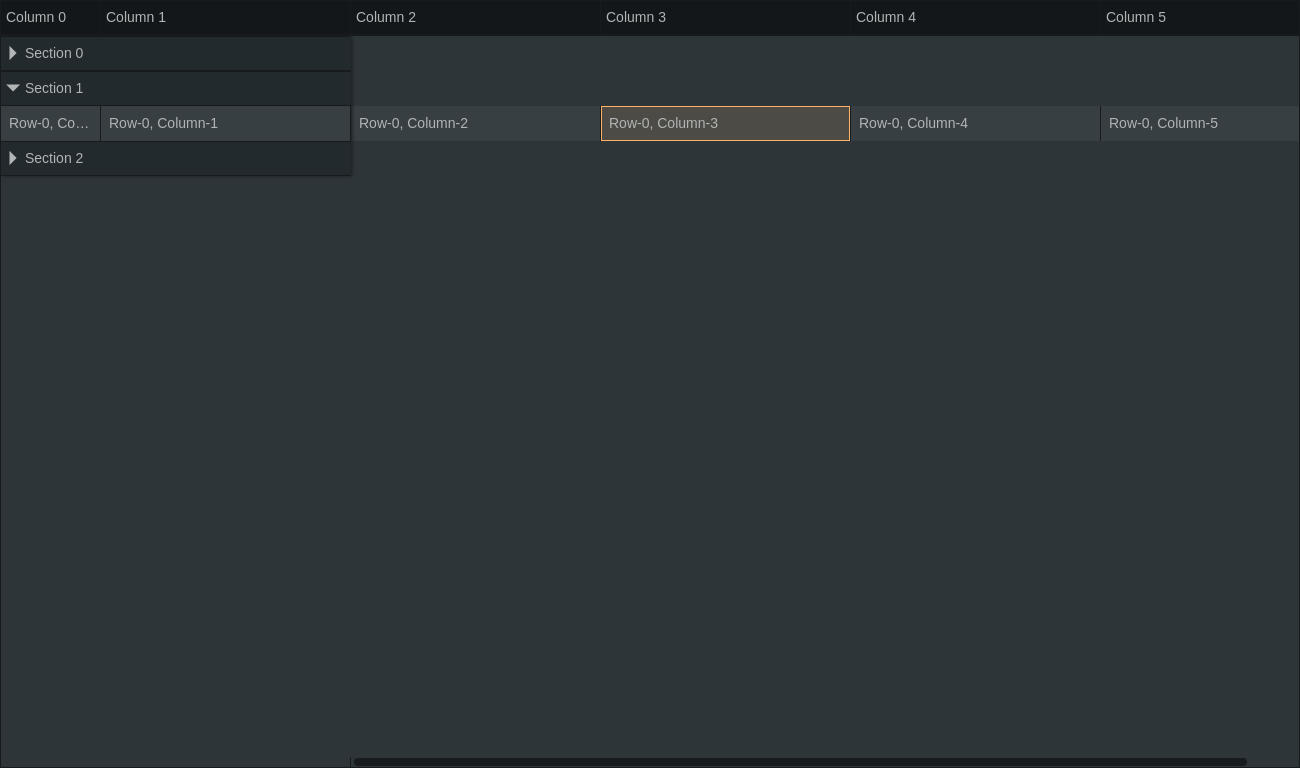 Column 0 Column 1 Column 2 Column 3 Column 4 Column 5
Section 0
Section 1
Row-0, Co… Row-0, Column-1 Row-0, Column-2 Row-0, Column-3 Row-0, Column-4 Row-0, Column-5
Section 2